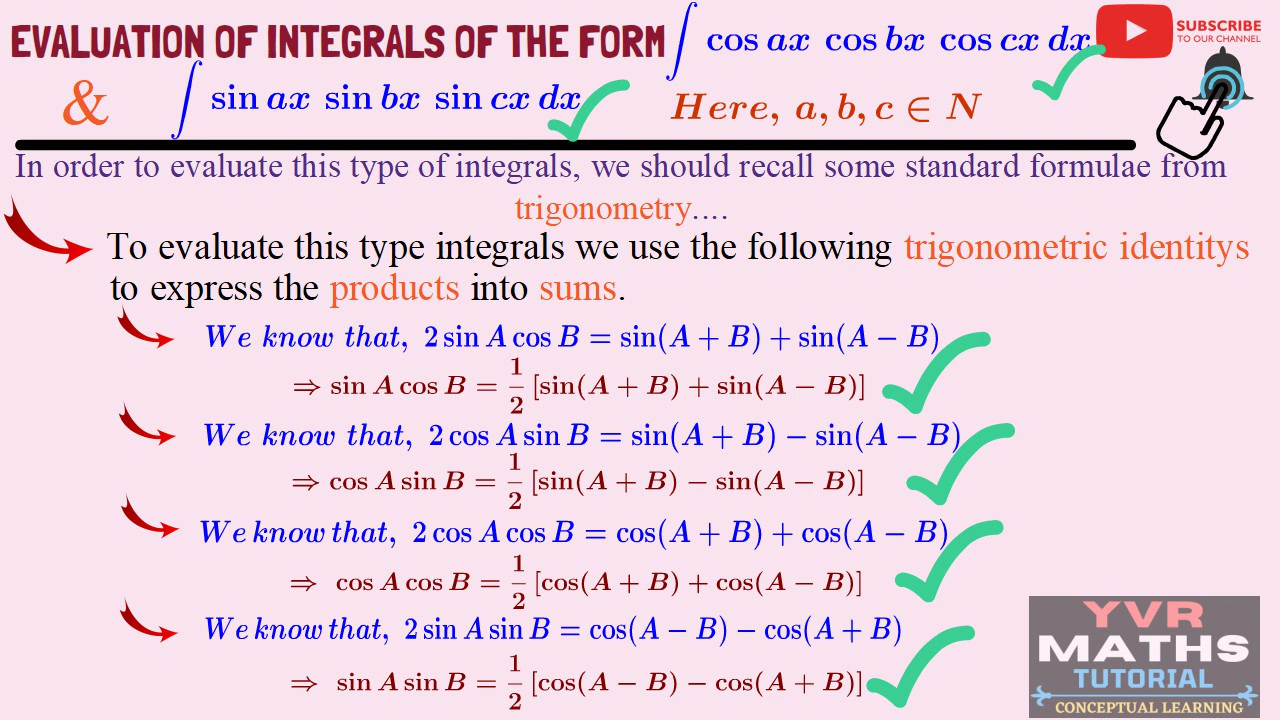 EVALUATION OF INTEGRALS OF THE FORM ∫ cos ax cos bx cos cx dx
SUBSCRIBE
TO OUR CHANNEL
& ∫ sin ax sin bx sin cx dx Here, a, b, c ∈ N
In order to evaluate this type of integrals, we should recall some standard formulae from
trigonometry....
To evaluate this type integrals we use the following trigonometric identitys
to express the products into sums.
We know that, 2 sin A cos B = sin(A + B) + sin(A − B)
⇒ sin A cos B = 1/2 [sin(A + B) + sin(A − B)]
We know that, 2 cos A sin B = sin(A + B) − sin(A − B)
⇒ cos A sin B = 1/2 [sin(A + B) − sin(A − B)]
We know that, 2 cos A cos B = cos(A + B) + cos(A − B)
⇒ cos A cos B = 1/2 [cos(A + B) + cos(A − B)]
We know that, 2 sin A sin B = cos(A − B) − cos(A + B)
⇒ sin A sin B = 1/2 [cos(A − B) − cos(A + B)]
YVR
MATHS
TUTORIAL
CONCEPTUAL LEARNING